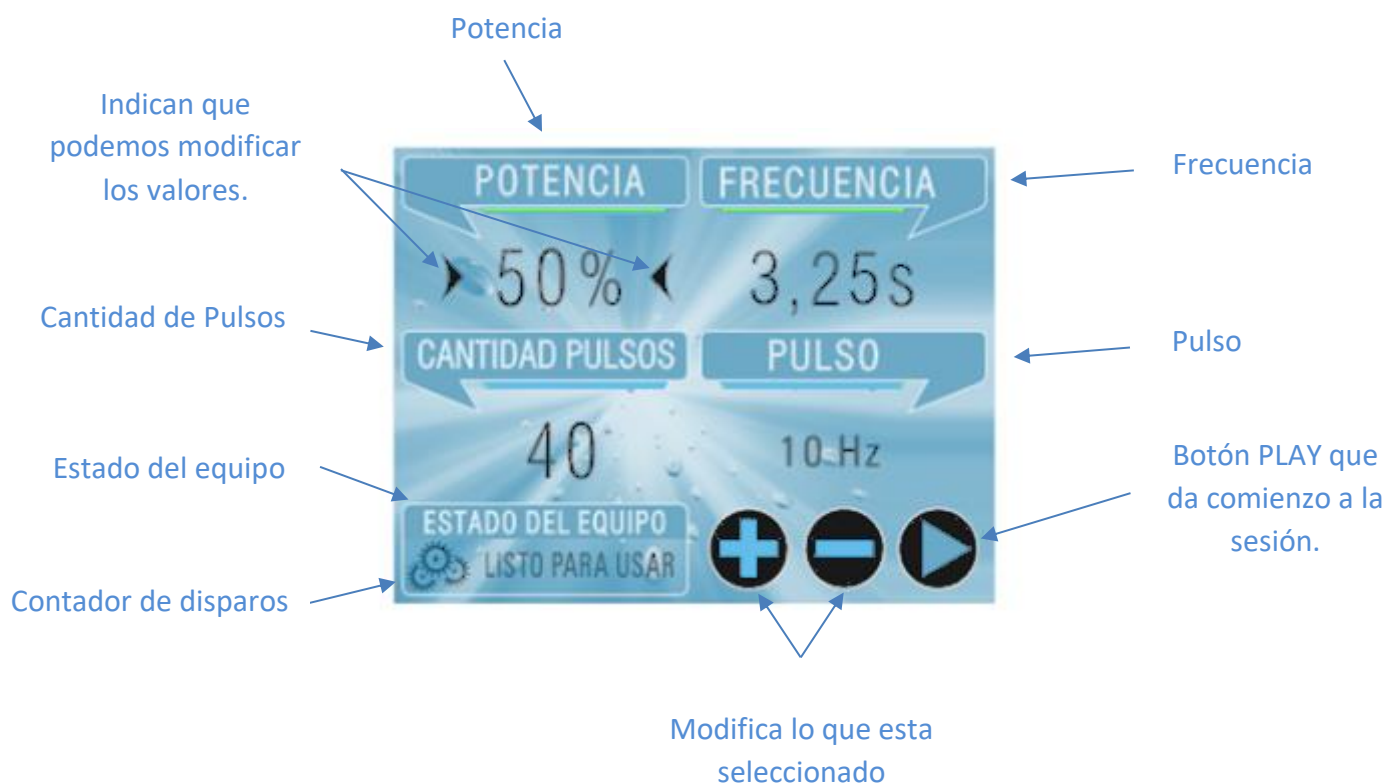 Potencia
Indican que
podemos modificar
los valores.
Frecuencia
POTENCIA
FRECUENCIA
50%
3,25s
Cantidad de Pulsos
Pulso
CANTIDAD PULSOS
PULSO
40
10 Hz
Estado del equipo
Botón PLAY que
da comienzo a la
sesión.
ESTADO DEL EQUIPO
LISTO PARA USAR
Contador de disparos
Modifica lo que esta
seleccionado